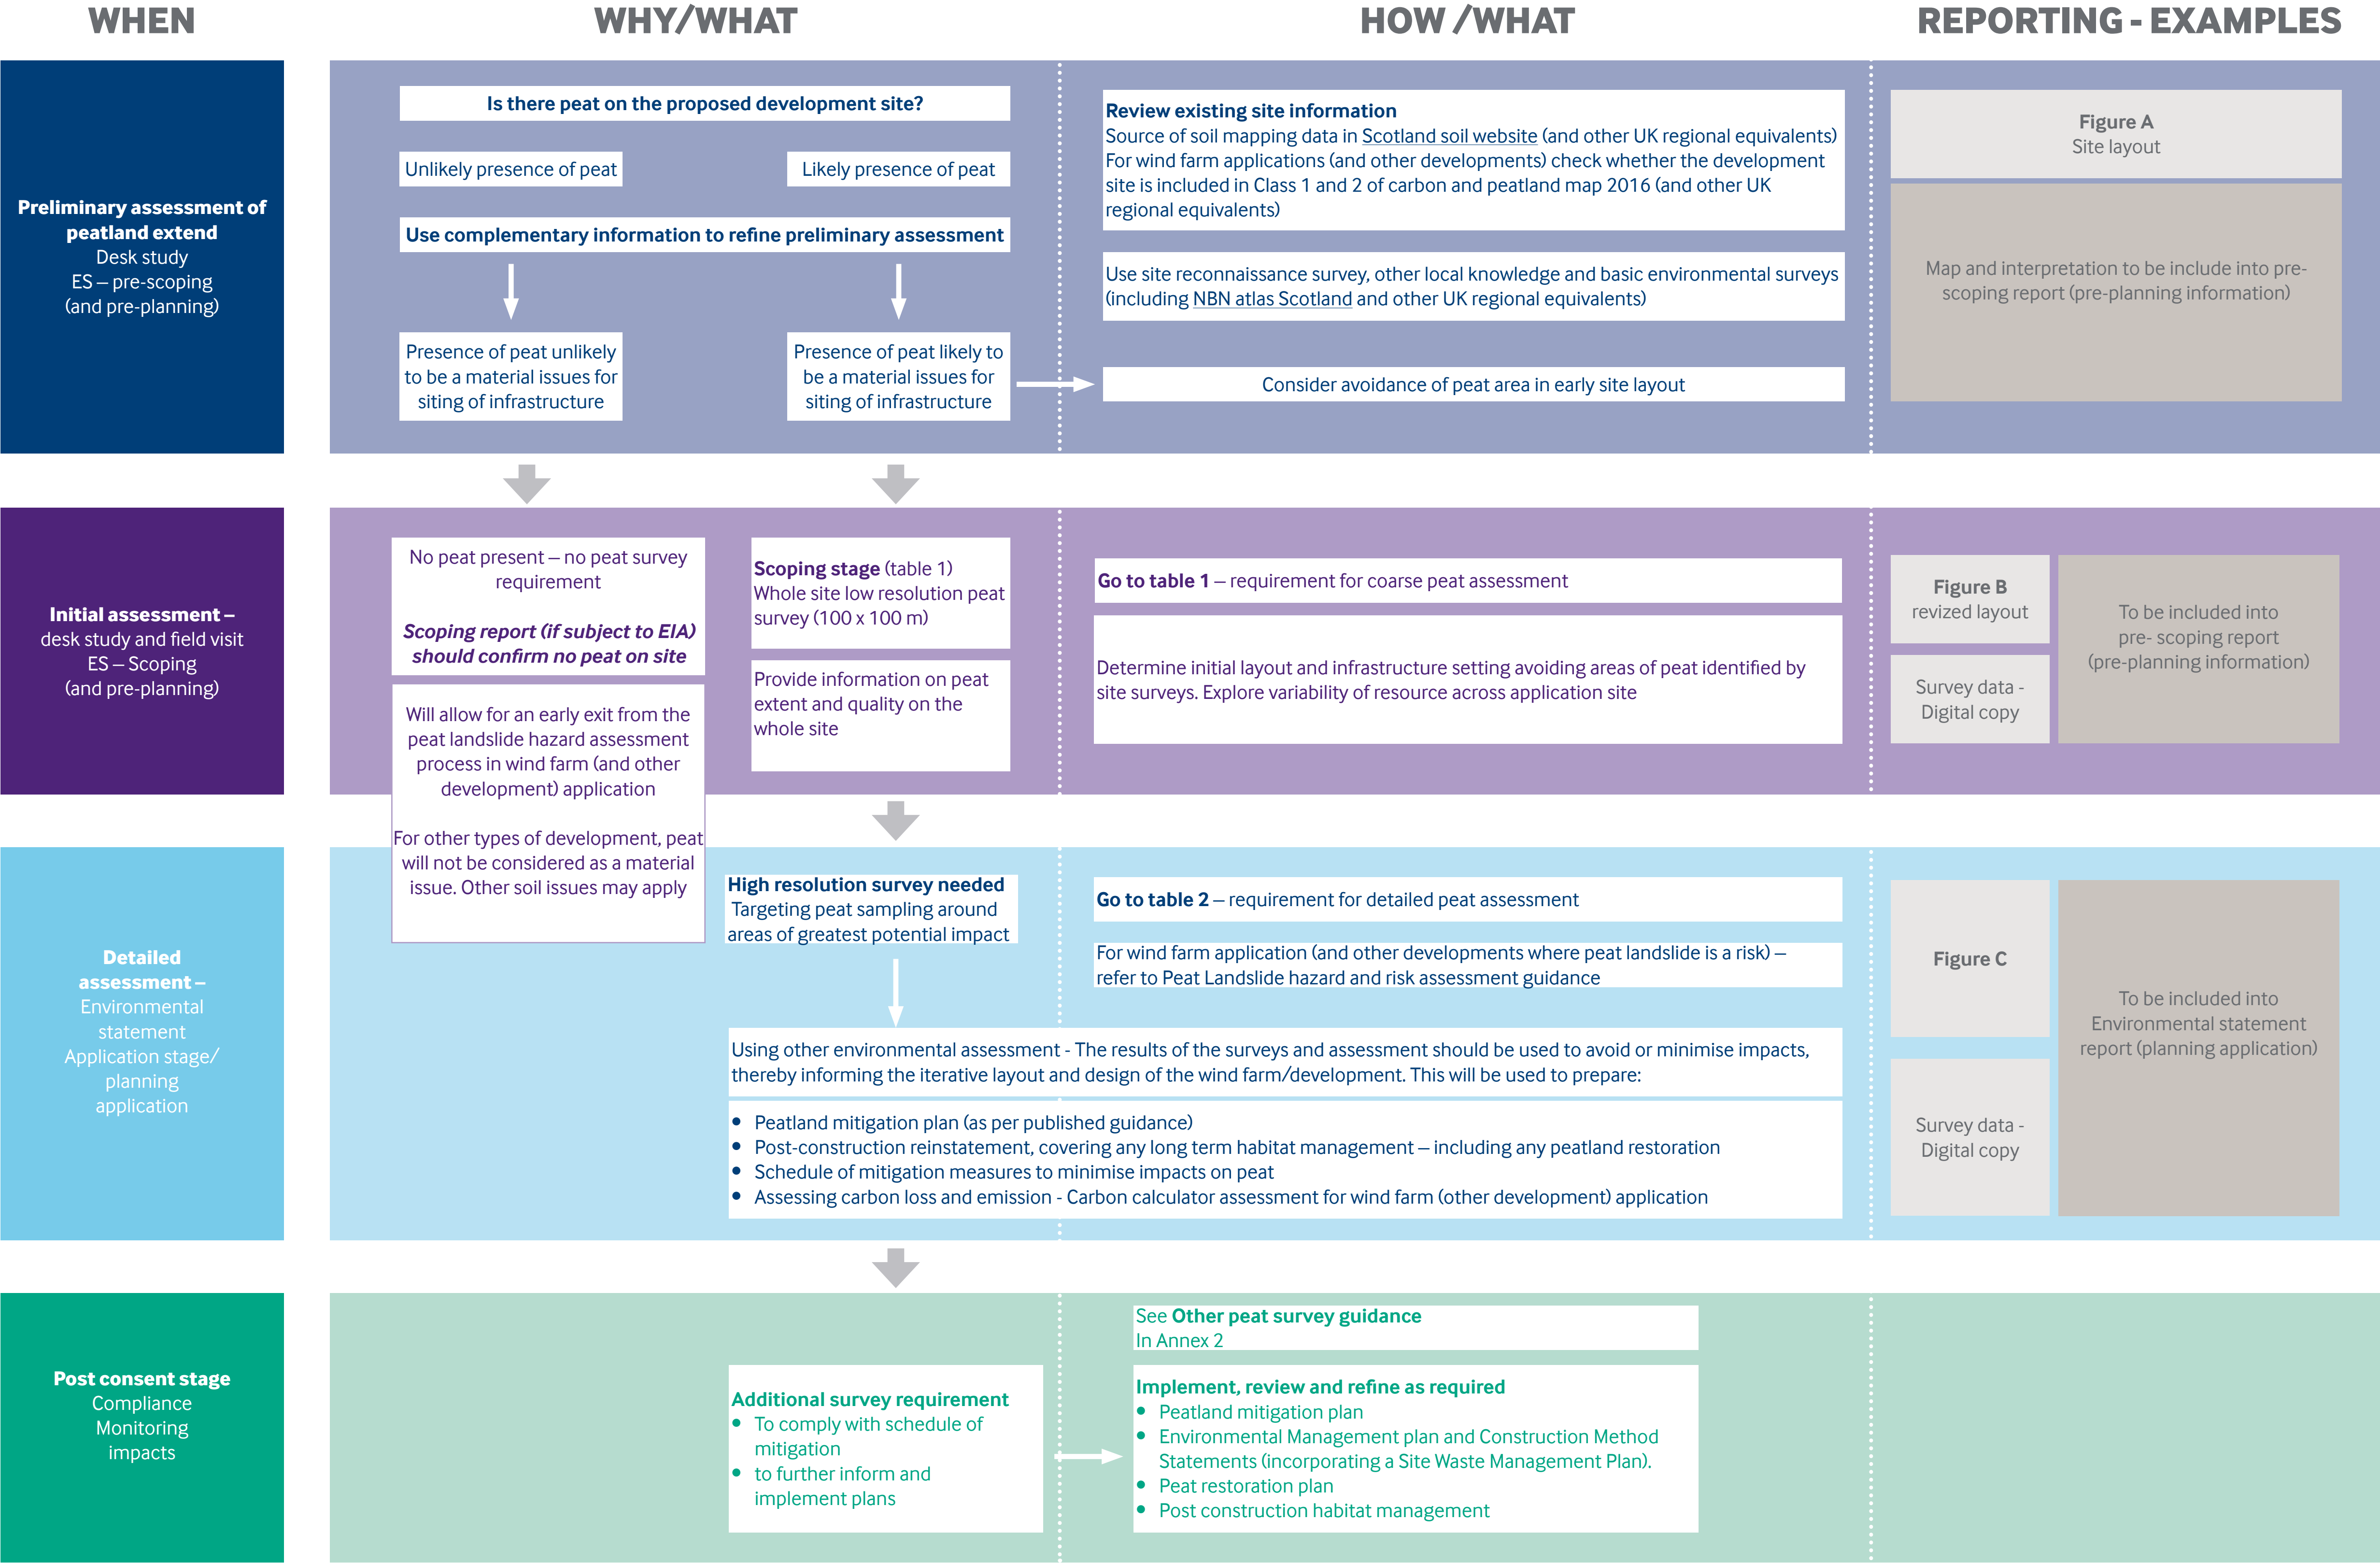 WHEN
WHY/WHAT
HOW /WHAT
REPORTING - EXAMPLES
Preliminary assessment of
peatland extend
Desk study
ES – pre-scoping
(and pre-planning)
Is there peat on the proposed development site?
Unlikely presence of peat
Likely presence of peat
Use complementary information to refine preliminary assessment
Presence of peat unlikely
to be a material issues for
siting of infrastructure
Presence of peat likely to
be a material issues for
siting of infrastructure
Review existing site information
Source of soil mapping data in Scotland soil website (and other UK regional equivalents)
For wind farm applications (and other developments) check whether the development
site is included in Class 1 and 2 of carbon and peatland map 2016 (and other UK
regional equivalents)
Use site reconnaissance survey, other local knowledge and basic environmental surveys
(including NBN atlas Scotland and other UK regional equivalents)
Consider avoidance of peat area in early site layout
Figure A
Site layout
Map and interpretation to be include into pre-
scoping report (pre-planning information)
Initial assessment –
desk study and field visit
ES – Scoping
(and pre-planning)
No peat present – no peat survey
requirement
Scoping report (if subject to EIA)
should confirm no peat on site
Will allow for an early exit from the
peat landslide hazard assessment
process in wind farm (and other
development) application
For other types of development, peat
will not be considered as a material
issue. Other soil issues may apply
Scoping stage (table 1)
Whole site low resolution peat
survey (100 x 100 m)
Provide information on peat
extent and quality on the
whole site
Go to table 1 – requirement for coarse peat assessment
Determine initial layout and infrastructure setting avoiding areas of peat identified by
site surveys. Explore variability of resource across application site
Figure B
revized layout
Survey data -
Digital copy
To be included into
pre- scoping report
(pre-planning information)
Detailed
assessment –
Environmental
statement
Application stage/
planning
application
High resolution survey needed
Targeting peat sampling around
areas of greatest potential impact
Go to table 2 – requirement for detailed peat assessment
For wind farm application (and other developments where peat landslide is a risk) –
refer to Peat Landslide hazard and risk assessment guidance
Using other environmental assessment - The results of the surveys and assessment should be used to avoid or minimise impacts,
thereby informing the iterative layout and design of the wind farm/development. This will be used to prepare:
• Peatland mitigation plan (as per published guidance)
• Post-construction reinstatement, covering any long term habitat management – including any peatland restoration
• Schedule of mitigation measures to minimise impacts on peat
• Assessing carbon loss and emission - Carbon calculator assessment for wind farm (other development) application
Figure C
Survey data -
Digital copy
To be included into
Environmental statement
report (planning application)
Post consent stage
Compliance
Monitoring
impacts
Additional survey requirement
• To comply with schedule of
mitigation
• to further inform and
implement plans
See Other peat survey guidance
In Annex 2
Implement, review and refine as required
• Peatland mitigation plan
• Environmental Management plan and Construction Method
Statements (incorporating a Site Waste Management Plan).
• Peat restoration plan
• Post construction habitat management